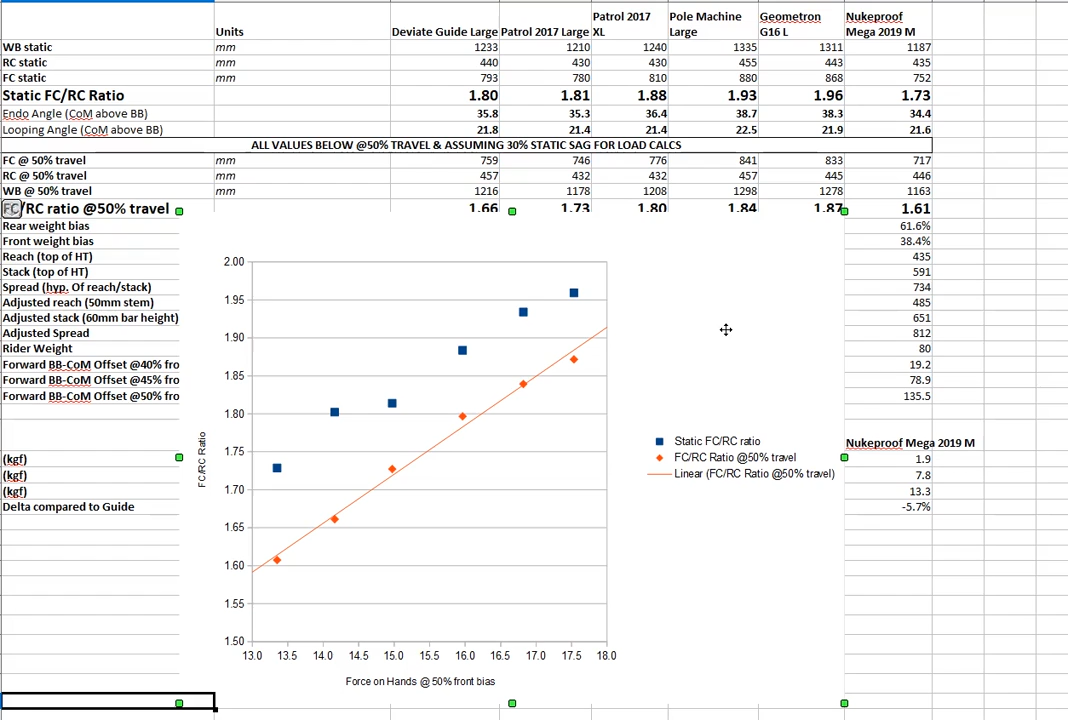 Patrol 2017 Pole Machine Geometron Nukeproof
Units Deviate Guide Large Patrol 2017 Large XL Large G16 L Mega 2019 M
WB static mm 1233 1210 1240 1335 1311 1187
RC static mm 440 430 430 455 443 435
FC static mm 793 780 810 880 868 752
Static FC/RC Ratio 1.80 1.81 1.88 1.93 1.96 1.73
Endo Angle (CoM above BB) 35.8 35.3 36.4 38.7 38.3 34.4
Looping Angle (CoM above BB) 21.8 21.4 21.4 22.5 21.9 21.6
ALL VALUES BELOW @50% TRAVEL & ASSUMING 30% STATIC SAG FOR LOAD CALCS
FC @ 50% travel mm 759 746 776 841 833 717
RC @ 50% travel mm 457 432 432 457 445 446
WB @ 50% travel mm 1216 1178 1208 1298 1278 1163
FC/RC ratio @50% travel 1.66 1.73 1.80 1.84 1.87 1.61
Rear weight bias 61.6%
Front weight bias 38.4%
Reach (top of HT) 435
Stack (top of HT) 591
Spread (hyp. Of reach/stack) 734
Adjusted reach (50mm stem) 485
Adjusted stack (60mm bar height) 651
Adjusted Spread 812
Rider Weight 80
Forward BB-CoM Offset @40% fro 19.2
Forward BB-CoM Offset @45% fro 78.9
Forward BB-CoM Offset @50% fro 135.5
Nukeproof Mega 2019 M
(kgf) 1.9
(kgf) 7.8
(kgf) 13.3
Delta compared to Guide -5.7%
2.00
1.95
1.90
1.85
1.80
1.75
1.70
1.65
1.60
1.55
1.50
FC/RC Ratio
13.0 13.5 14.0 14.5 15.0 15.5 16.0 16.5 17.0 17.5 18.0
Force on Hands @ 50% front bias
Static FC/RC ratio
FC/RC Ratio @50% travel
Linear (FC/RC Ratio @50% travel)